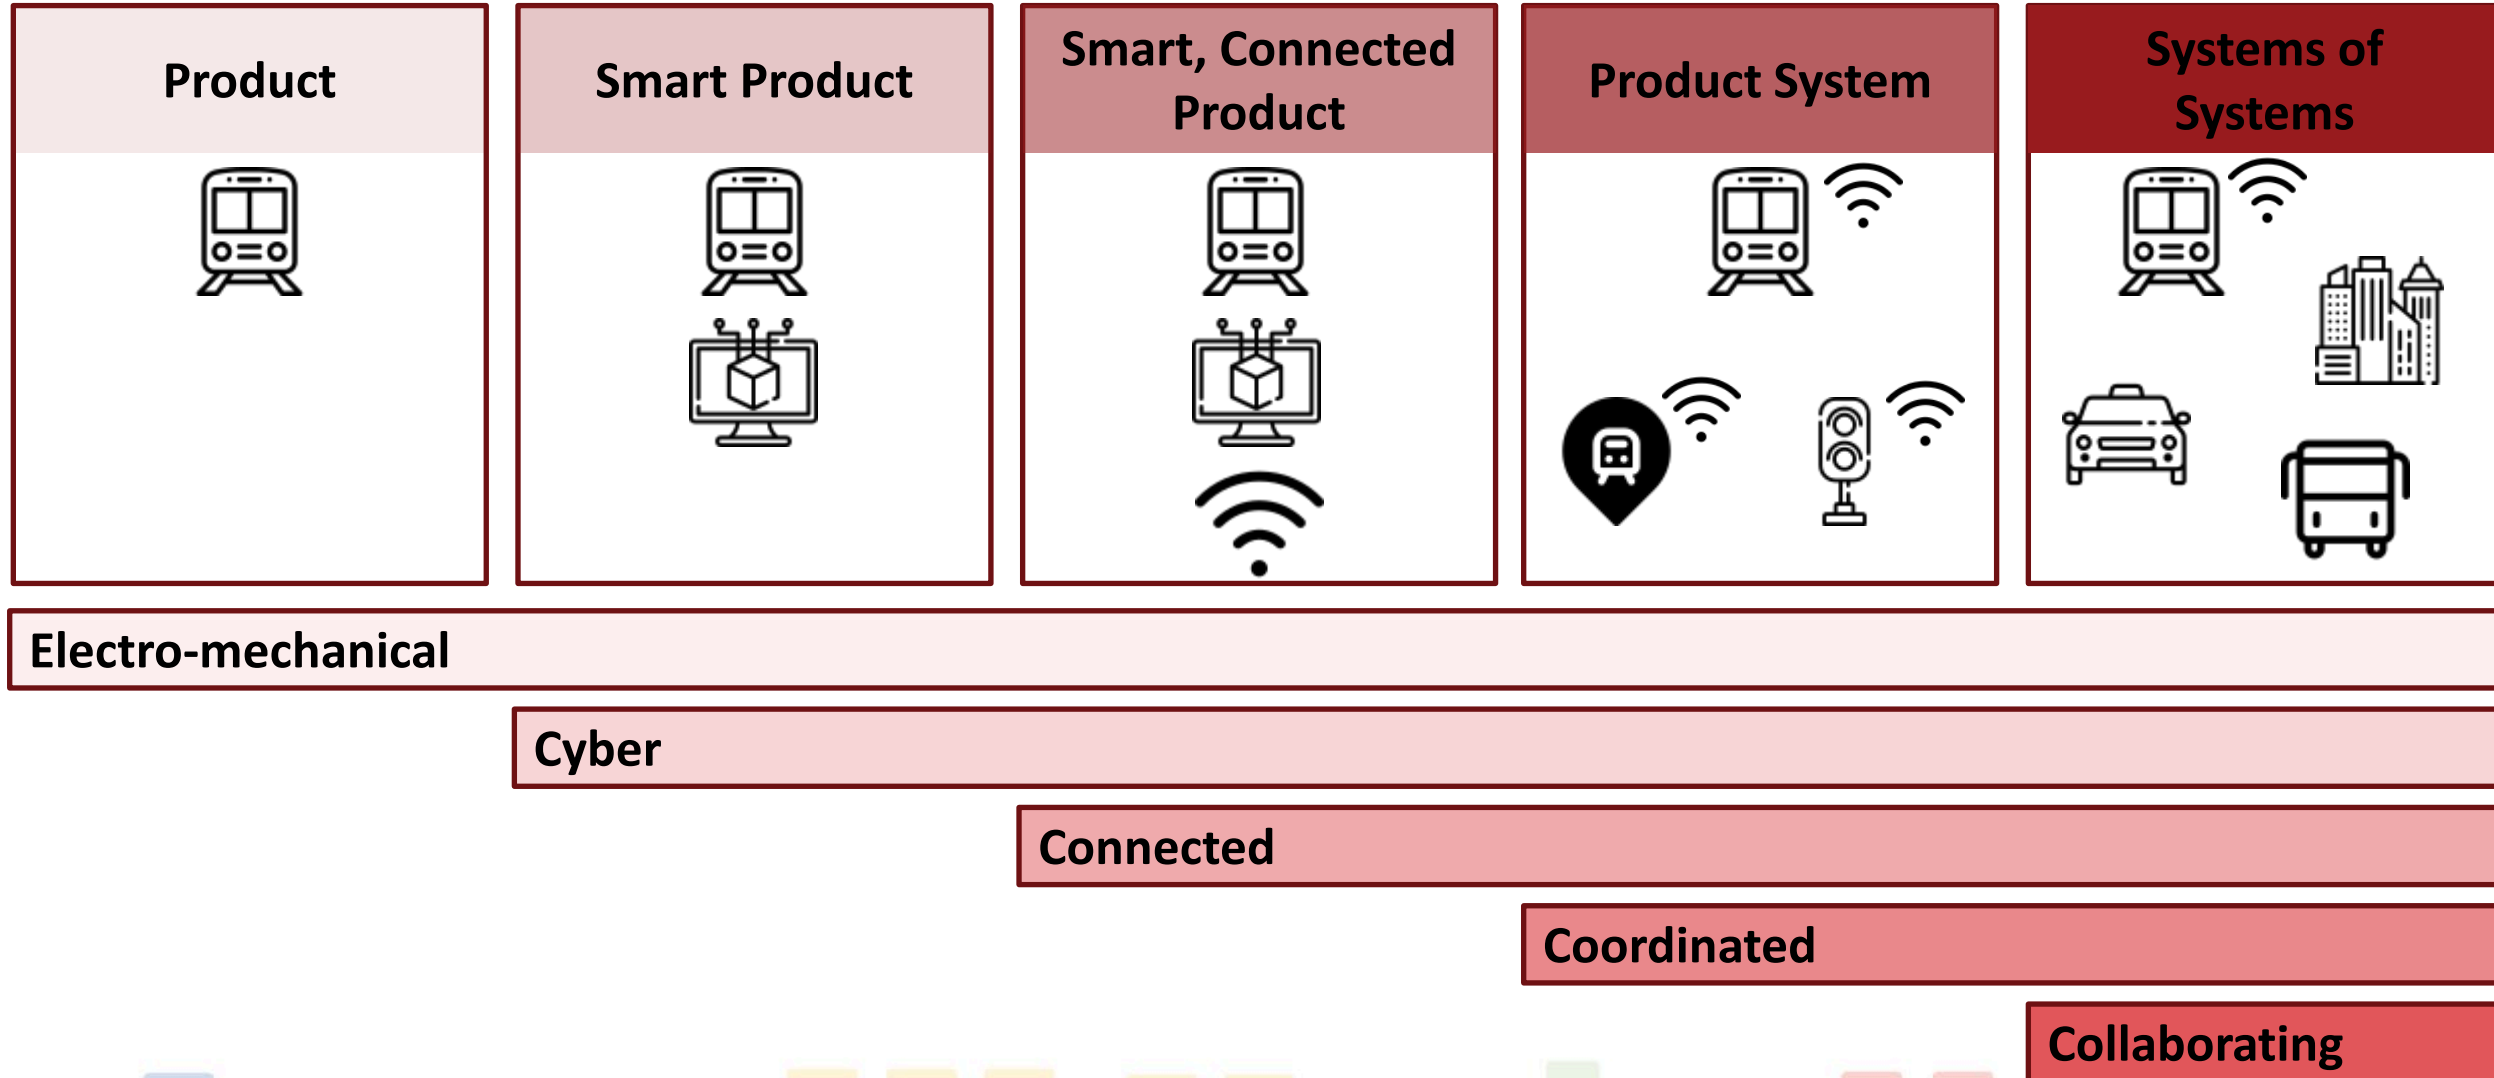 Product
Smart Product
Smart, Connected
Product
Product System
Systems of
Systems
Electro-mechanical
Cyber
Connected
Coordinated
Collaborating